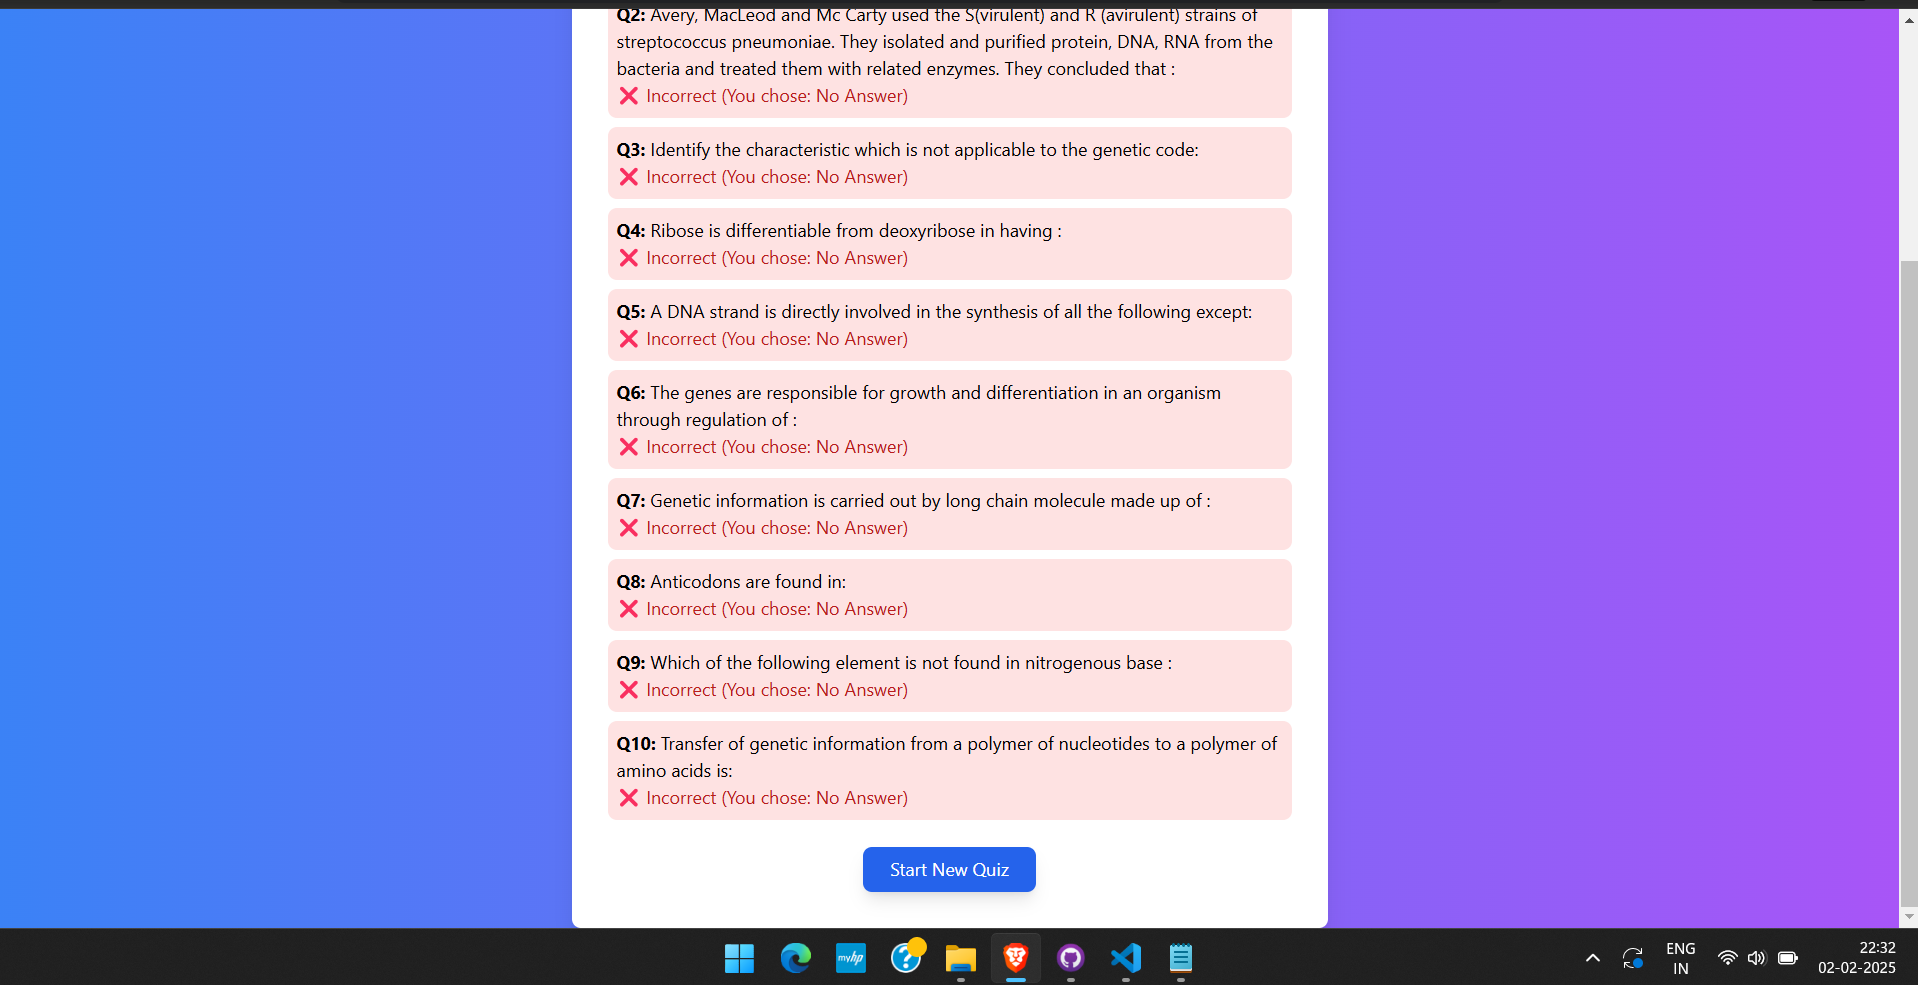 Q2: Avery, MacLeod and Mc Carty used the S(virulent) and R (avirulent) strains of
streptococcus pneumoniae. They isolated and purified protein, DNA, RNA from the
bacteria and treated them with related enzymes. They concluded that :
❌ Incorrect (You chose: No Answer)
Q3: Identify the characteristic which is not applicable to the genetic code:
❌ Incorrect (You chose: No Answer)
Q4: Ribose is differentiable from deoxyribose in having :
❌ Incorrect (You chose: No Answer)
Q5: A DNA strand is directly involved in the synthesis of all the following except:
❌ Incorrect (You chose: No Answer)
Q6: The genes are responsible for growth and differentiation in an organism
through regulation of :
❌ Incorrect (You chose: No Answer)
Q7: Genetic information is carried out by long chain molecule made up of :
❌ Incorrect (You chose: No Answer)
Q8: Anticodons are found in:
❌ Incorrect (You chose: No Answer)
Q9: Which of the following element is not found in nitrogenous base :
❌ Incorrect (You chose: No Answer)
Q10: Transfer of genetic information from a polymer of nucleotides to a polymer of
amino acids is:
❌ Incorrect (You chose: No Answer)
Start New Quiz
myhp
ENG
IN
22:32
02-02-2025